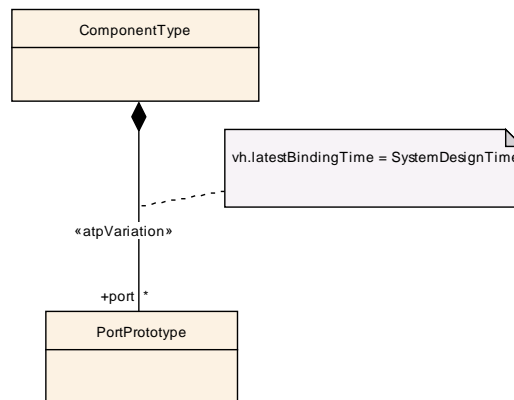 ComponentType
vh.latestBindingTime = SystemDesignTime
«atpVariation»
+port *
PortPrototype